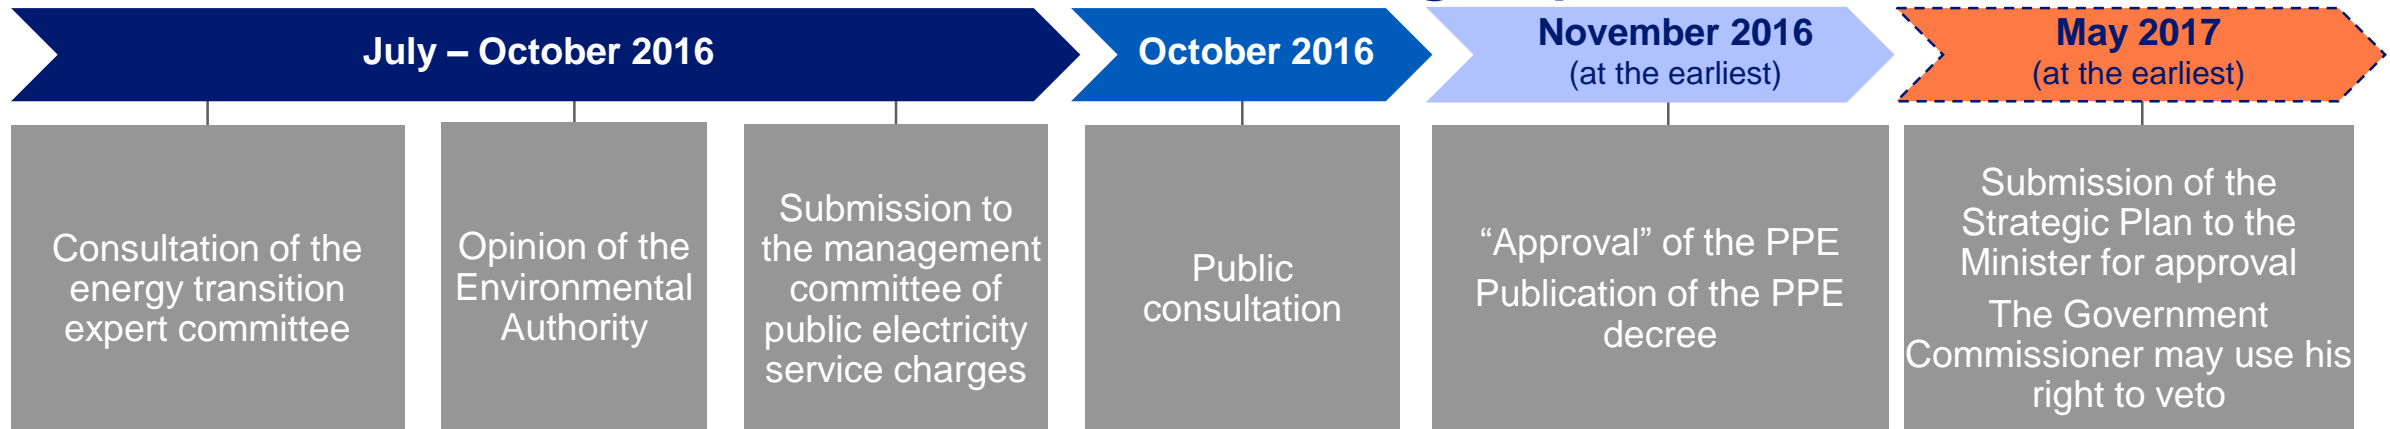 July – October 2016
October 2016
November 2016
(at the earliest)
May 2017
(at the earliest)
Consultation of the
energy transition
expert committee
Opinion of the
Environmental
Authority
Submission to
the management
committee of
public electricity
service charges
Public
consultation
“Approval” of the PPE
Publication of the PPE
decree
Submission of the
Strategic Plan to the
Minister for approval
The Government
Commissioner may use his
right to veto